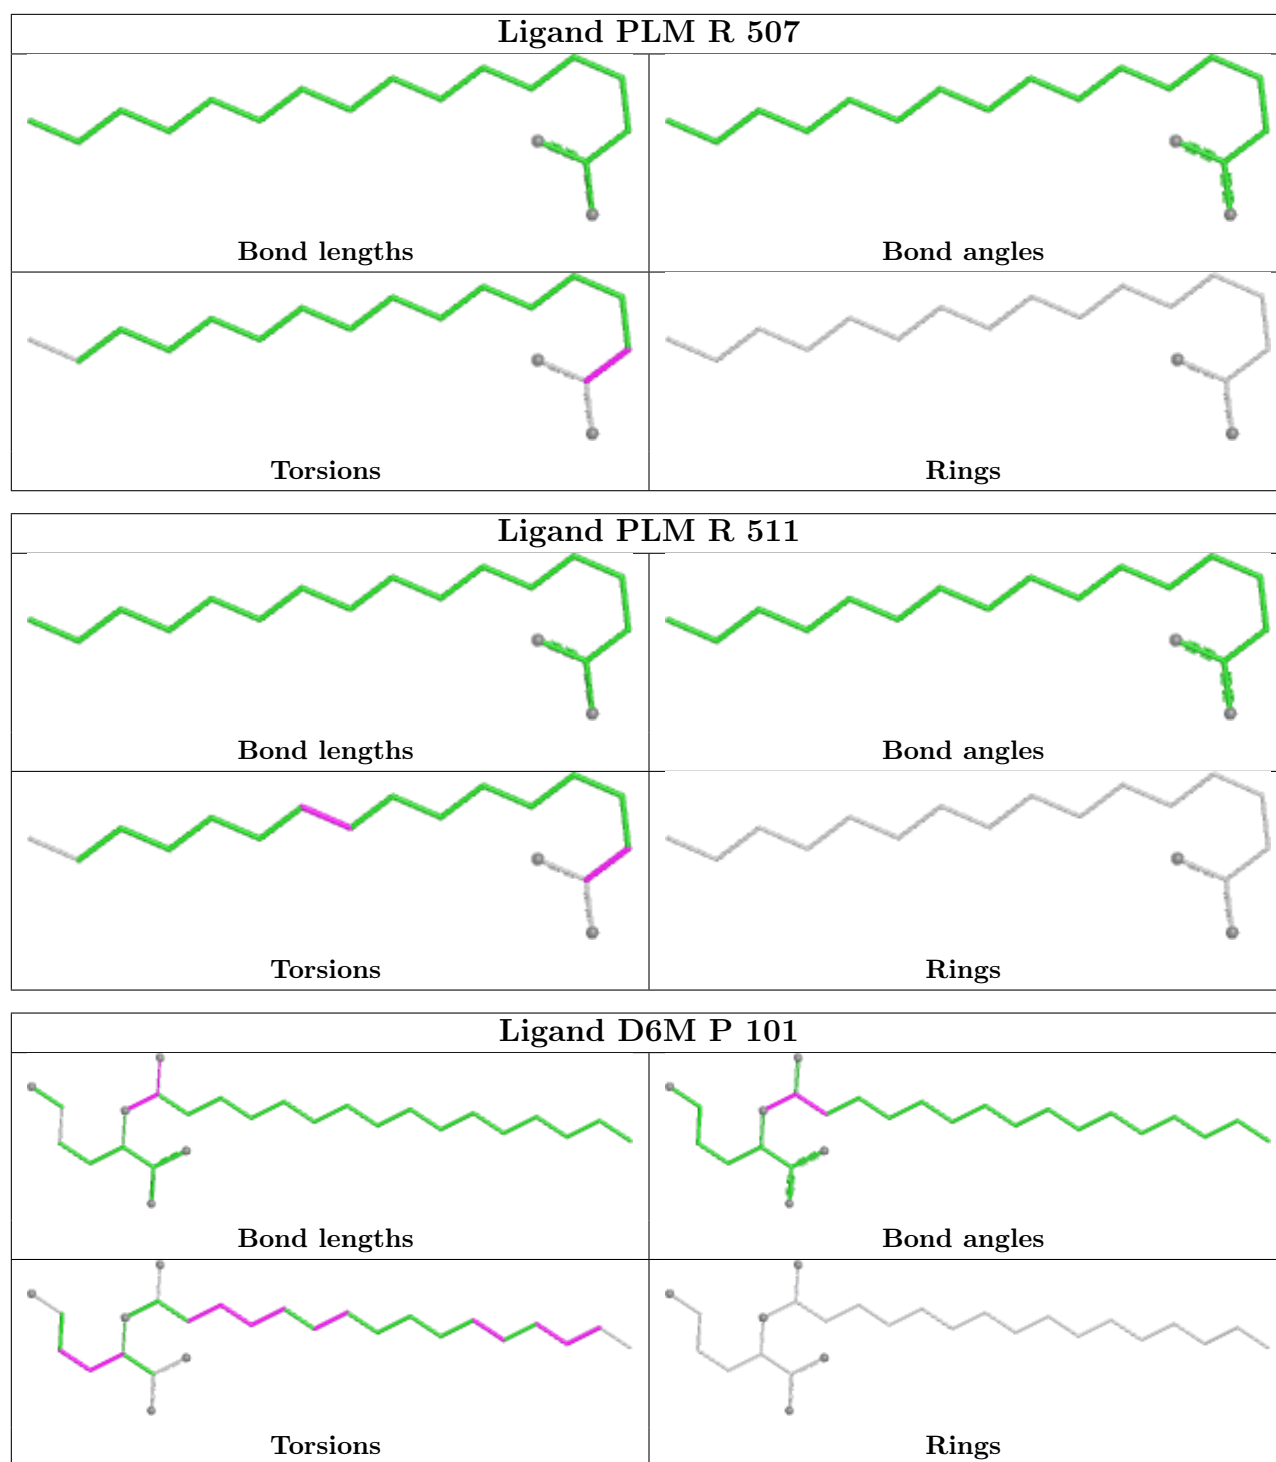 Ligand PLM R 507
Bond lengths
Bond angles
Torsions
Rings
Ligand PLM R 511
Bond lengths
Bond angles
Torsions
Rings
Ligand D6M P 101
Bond lengths
Bond angles
Torsions
Rings